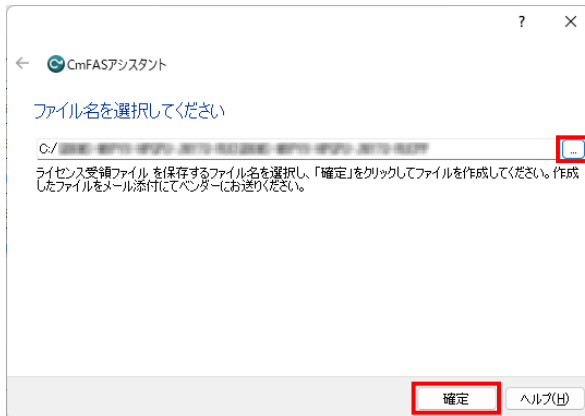 CmFASアシスタント
ファイル名を選択してください
C:/
...
ライセンス受領ファイル を保存するファイル名を選択し、「確定」をクリックしてファイルを作成してください。作成
したファイルをメール添付にてベンダーにお送りください。
確定
ヘルプ(H)